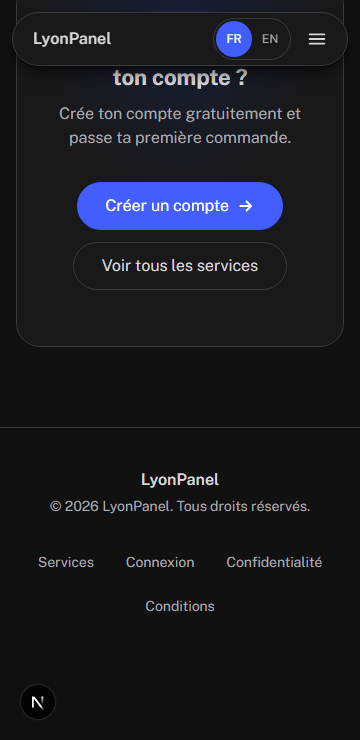 LyonPanel
FR
EN
ton compte ?
Crée ton compte gratuitement et
passe ta première commande.
Créer un compte →
Voir tous les services
LyonPanel
© 2026 LyonPanel. Tous droits réservés.
Services
Connexion
Confidentialité
Conditions
N